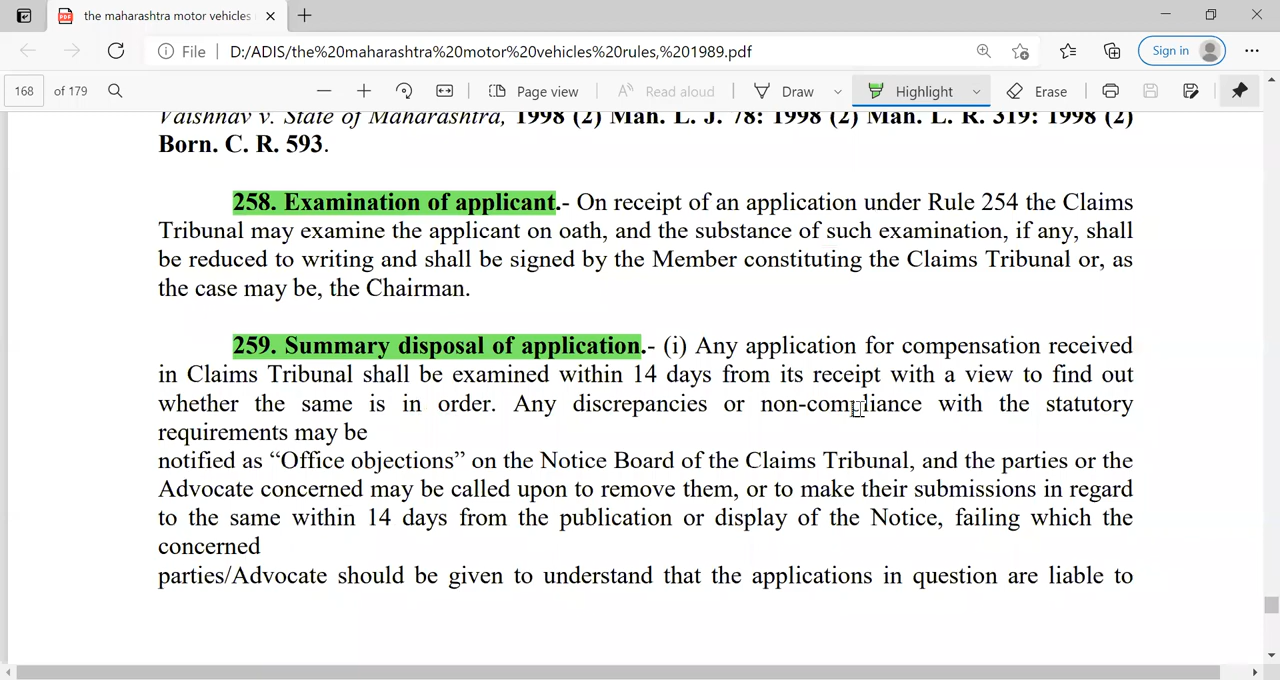 the maharashtra motor vehicles
File D:/ADIS/the%20maharashtra%20motor%20vehicles%20rules,%201989.pdf Sign in
168 of 179 Page view Read aloud Draw Highlight Erase
Vaishnav v. State of Maharashtra, 1998 (2) Mah. L. J. 78: 1998 (2) Mah. L. R. 319: 1998 (2)
Born. C. R. 593.
258. Examination of applicant.- On receipt of an application under Rule 254 the Claims
Tribunal may examine the applicant on oath, and the substance of such examination, if any, shall
be reduced to writing and shall be signed by the Member constituting the Claims Tribunal or, as
the case may be, the Chairman.
259. Summary disposal of application.- (i) Any application for compensation received
in Claims Tribunal shall be examined within 14 days from its receipt with a view to find out
whether the same is in order. Any discrepancies or non-compliance with the statutory
requirements may be
notified as “Office objections” on the Notice Board of the Claims Tribunal, and the parties or the
Advocate concerned may be called upon to remove them, or to make their submissions in regard
to the same within 14 days from the publication or display of the Notice, failing which the
concerned
parties/Advocate should be given to understand that the applications in question are liable to